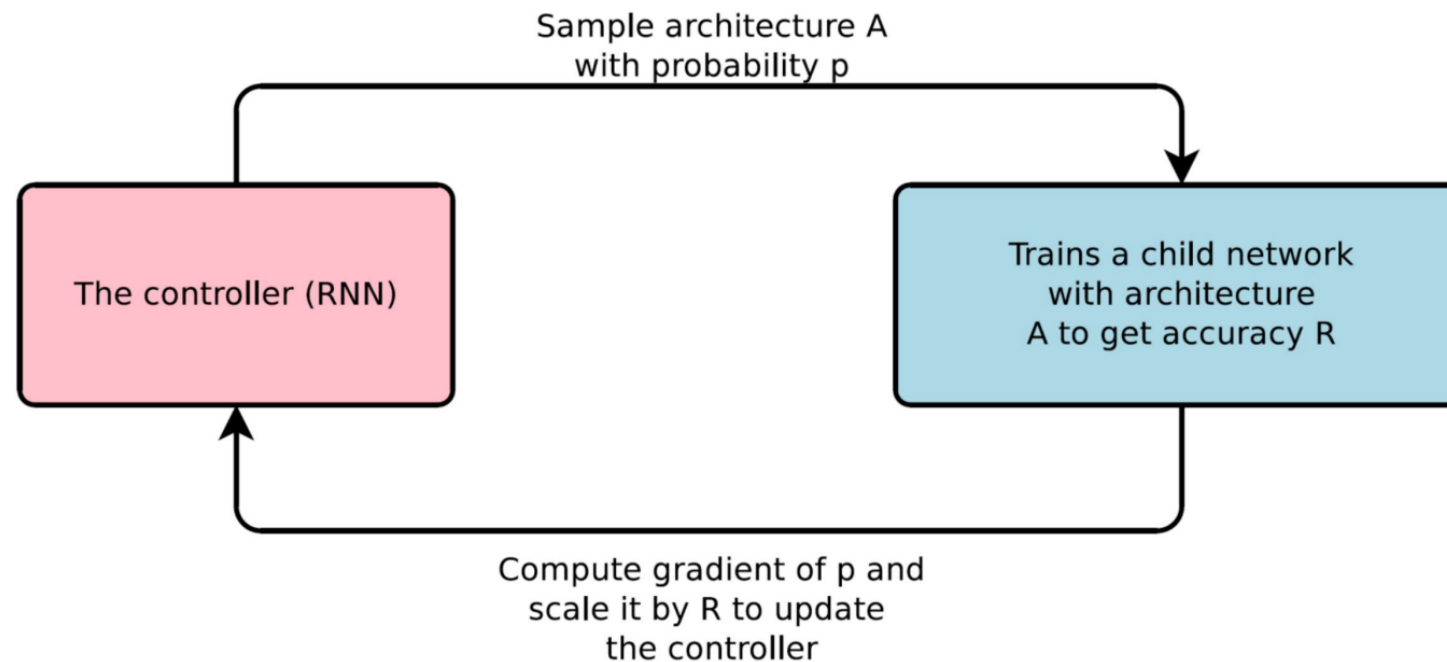 Sample architecture A
with probability p
The controller (RNN)
Trains a child network
with architecture
A to get accuracy R
Compute gradient of p and
scale it by R to update
the controller